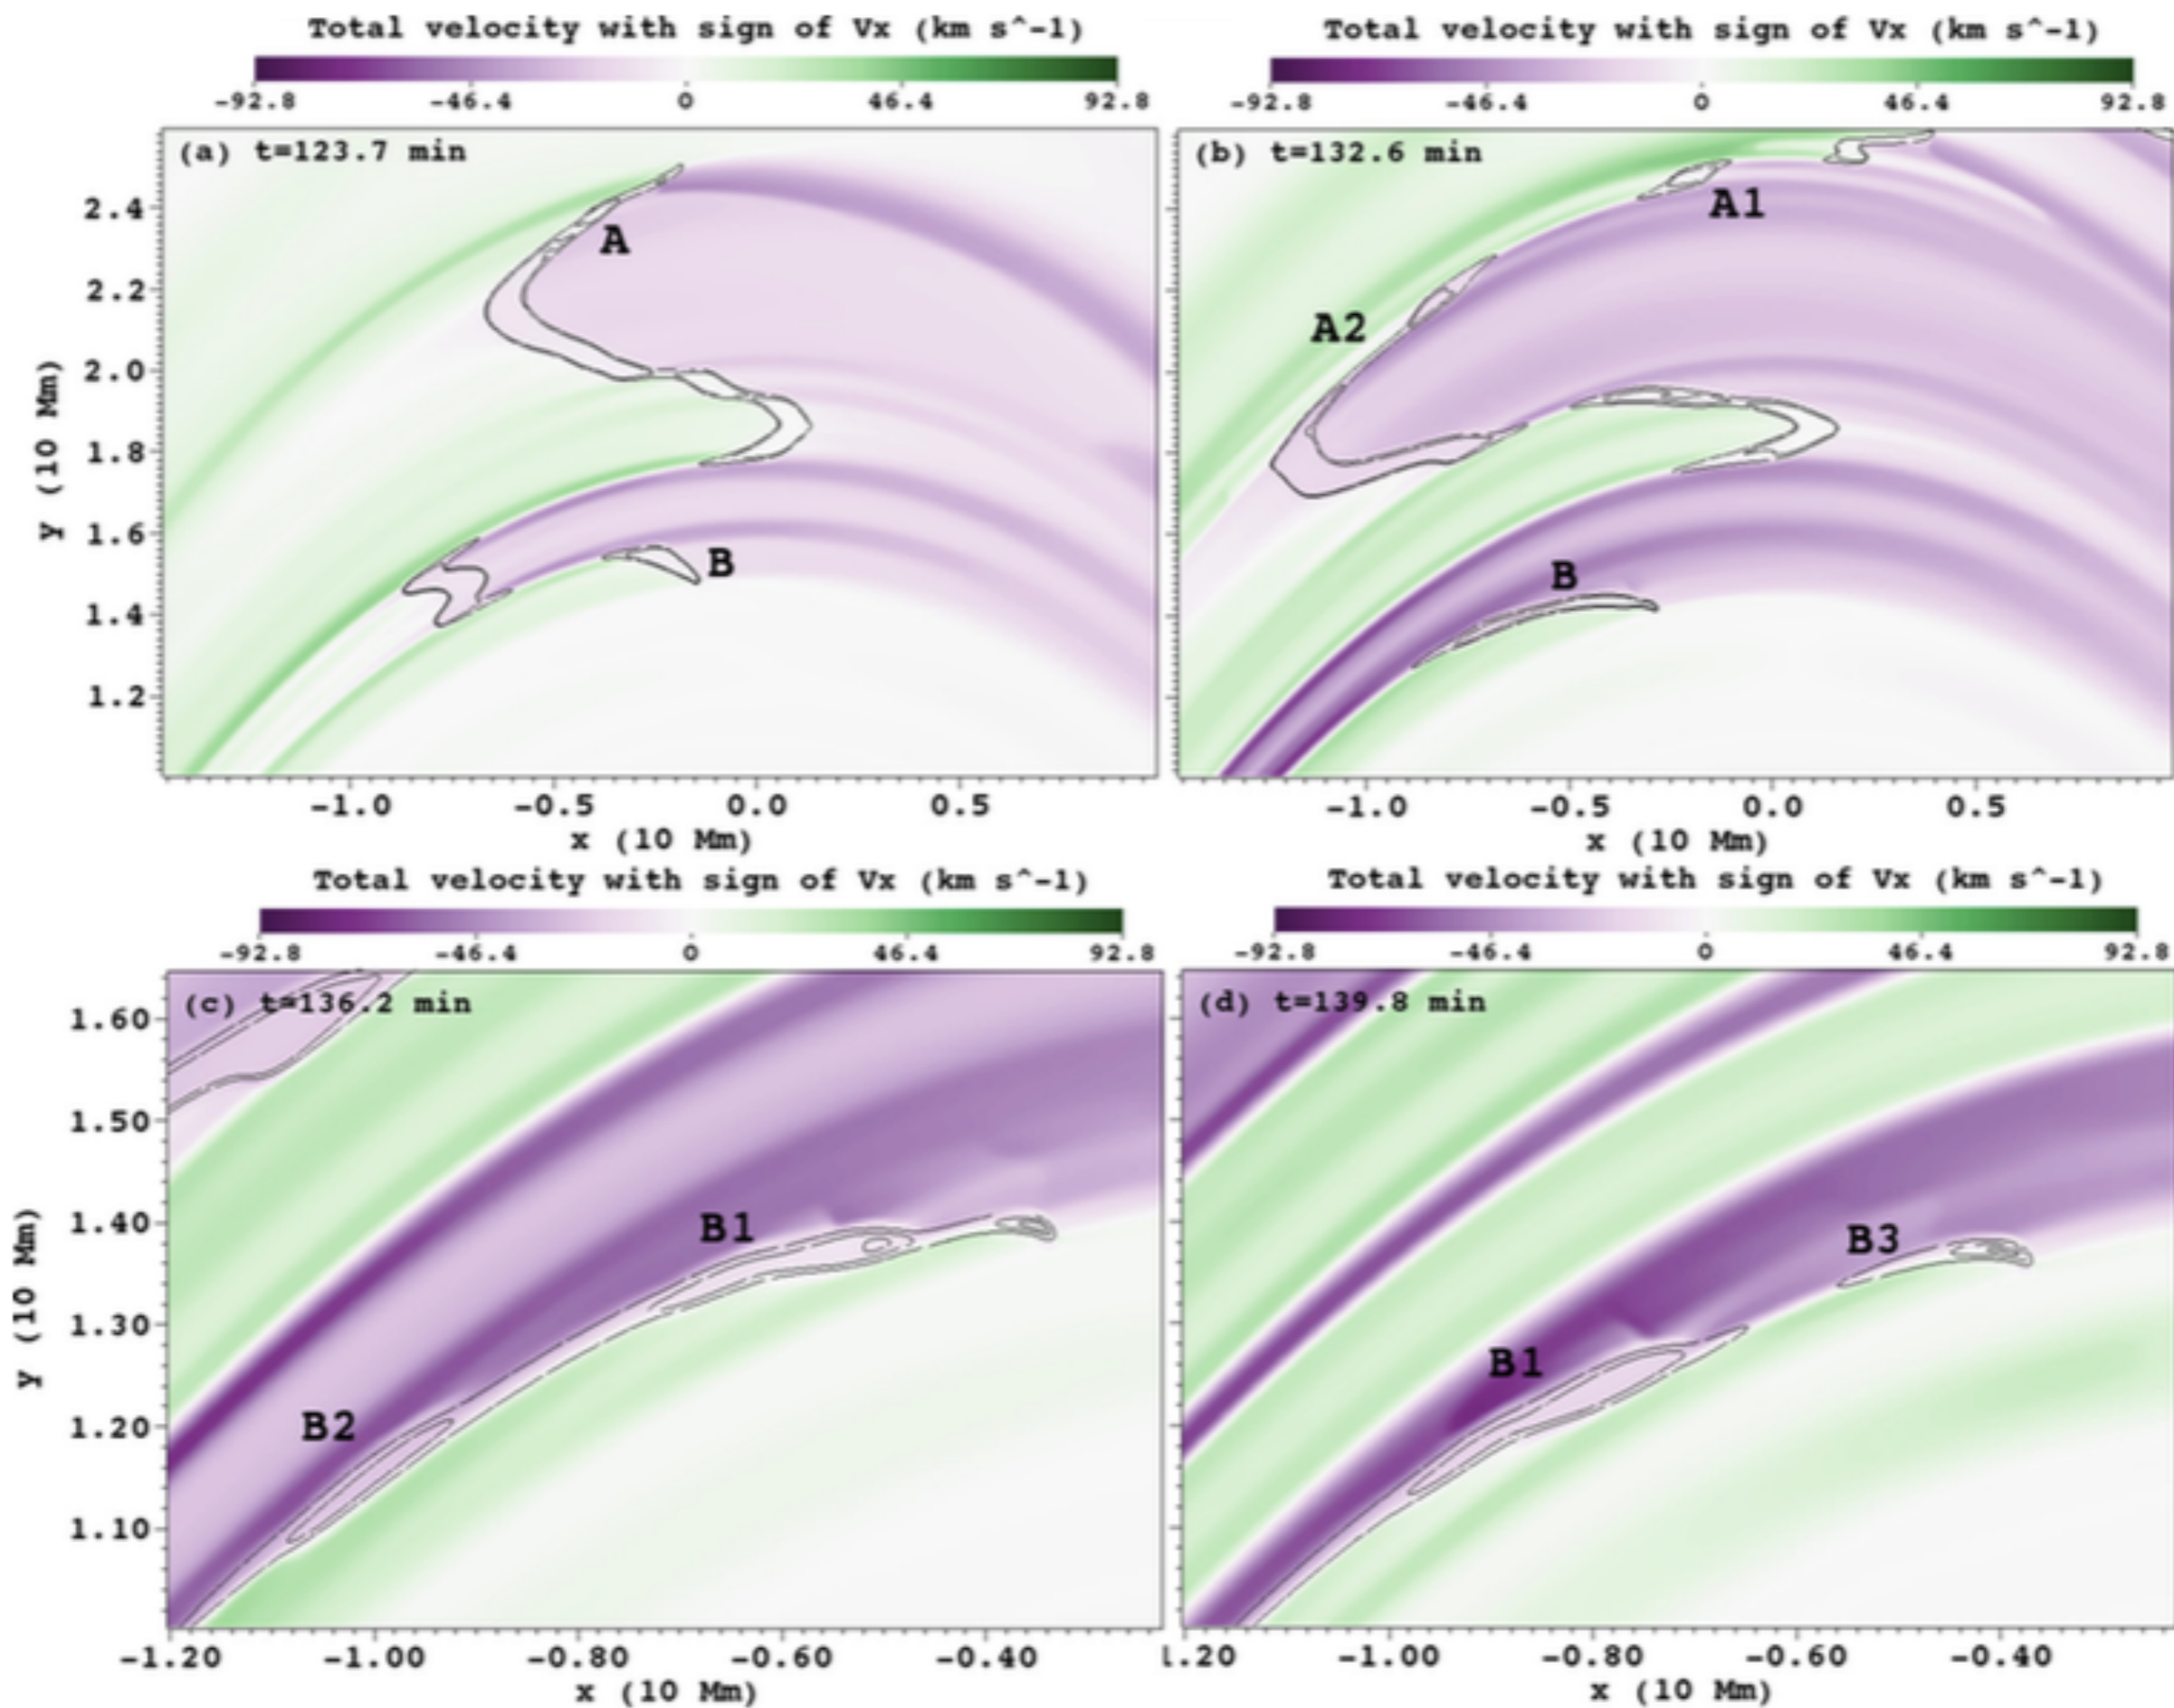 Total velocity with sign of Vx (km s^-1)
-92.8 -46.4 0 46.4 92.8
(a) t=123.7 min
A
B
2.4
2.2
2.0
1.8
1.6
1.4
1.2
y (10 Mm)
-1.0 -0.5 0.0 0.5
x (10 Mm)
Total velocity with sign of Vx (km s^-1)
-92.8 -46.4 0 46.4 92.8
(b) t=132.6 min
A1
A2
B
-1.0 -0.5 0.0 0.5
x (10 Mm)
Total velocity with sign of Vx (km s^-1)
-92.8 -46.4 0 46.4 92.8
(c) t=136.2 min
B1
B2
1.60
1.50
1.40
1.30
1.20
1.10
y (10 Mm)
-1.20 -1.00 -0.80 -0.60 -0.40
x (10 Mm)
Total velocity with sign of Vx (km s^-1)
-92.8 -46.4 0 46.4 92.8
(d) t=139.8 min
B3
B1
1.20 -1.00 -0.80 -0.60 -0.40
x (10 Mm)